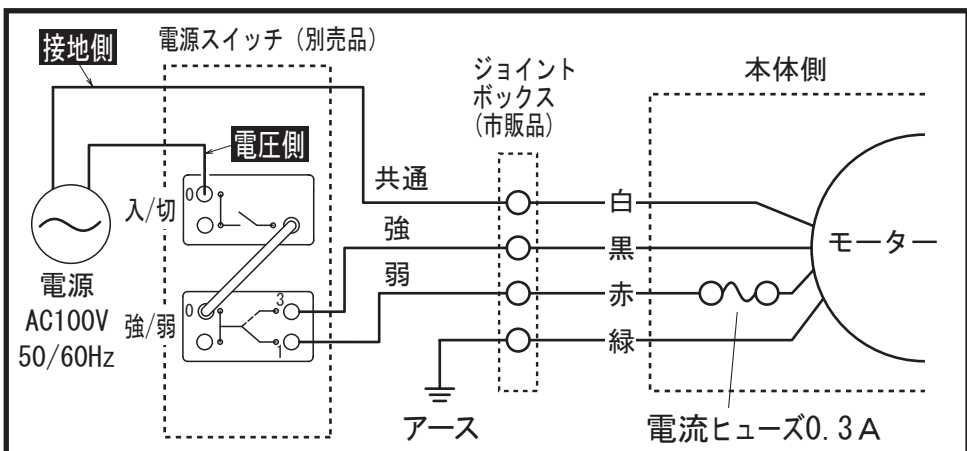 接地側
電源スイッチ（別売品）
電圧側
ジョイント
ボックス
（市販品）
本体側
共通
強
弱
白
黒
赤
緑
モーター
入/切
強/弱
0
0
3
1
電源
AC100V
50/60Hz
アース
電流ヒューズ0.3A